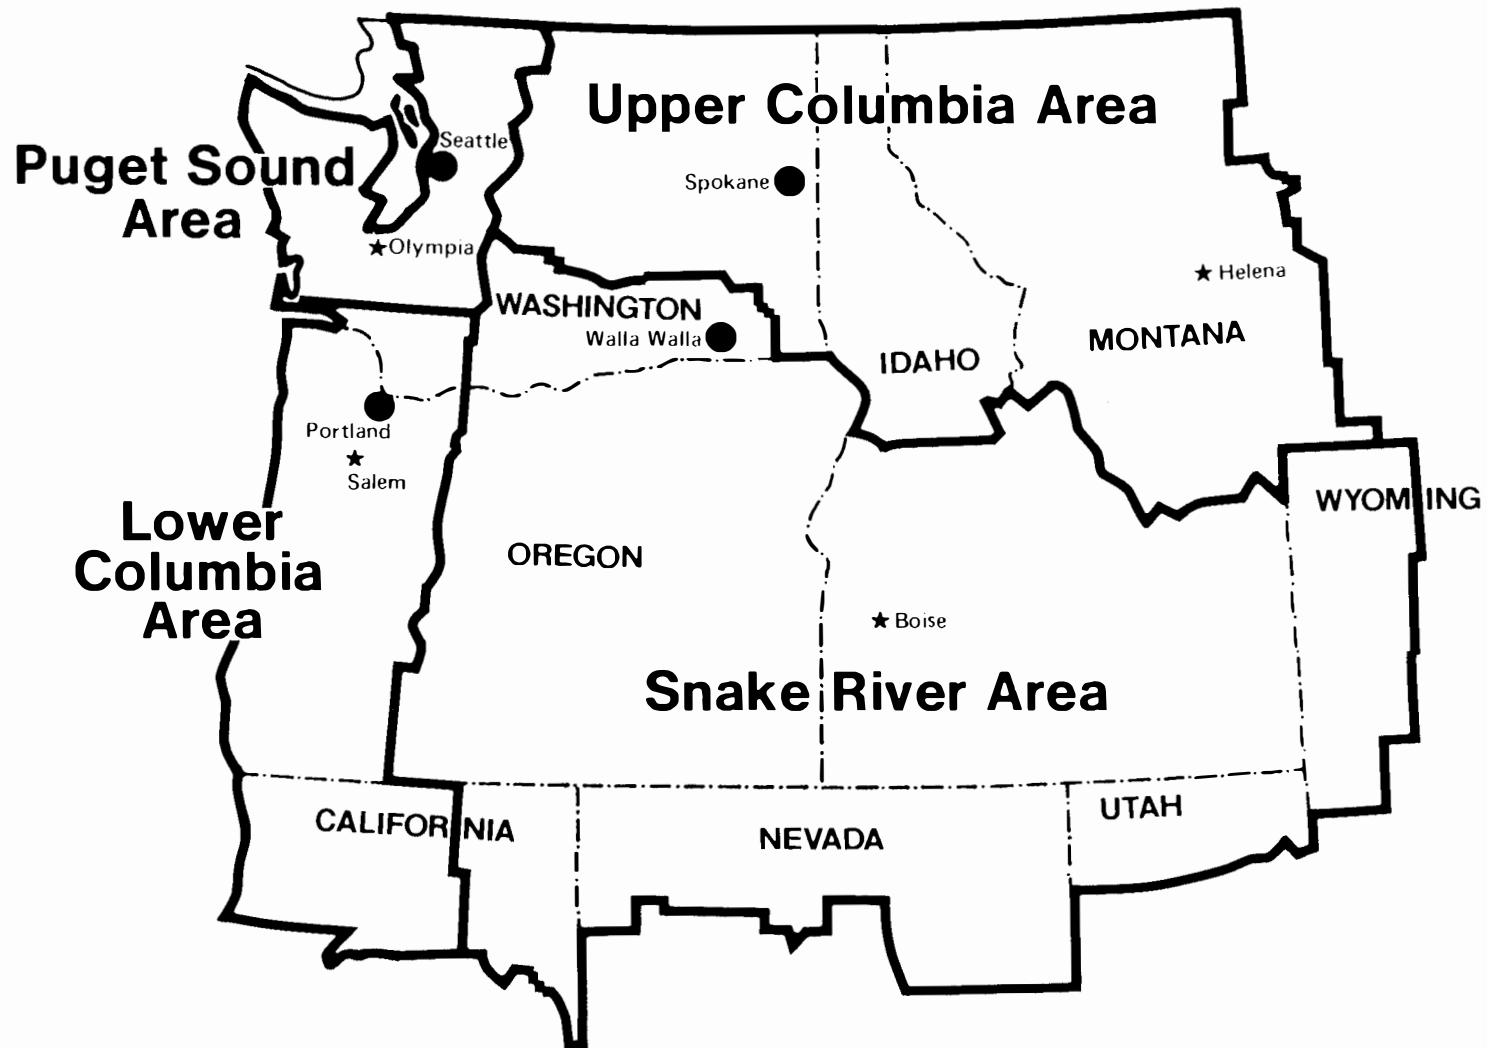 Upper Columbia Area
Seattle
Puget Sound
Area
Spokane
Olympia
Helena
WASHINGTON
Walla Walla
MONTANA
IDAHO
Portland
Salem
WYOMING
Lower
Columbia
Area
OREGON
Boise
Snake River Area
CALIFORNIA
NEVADA
UTAH